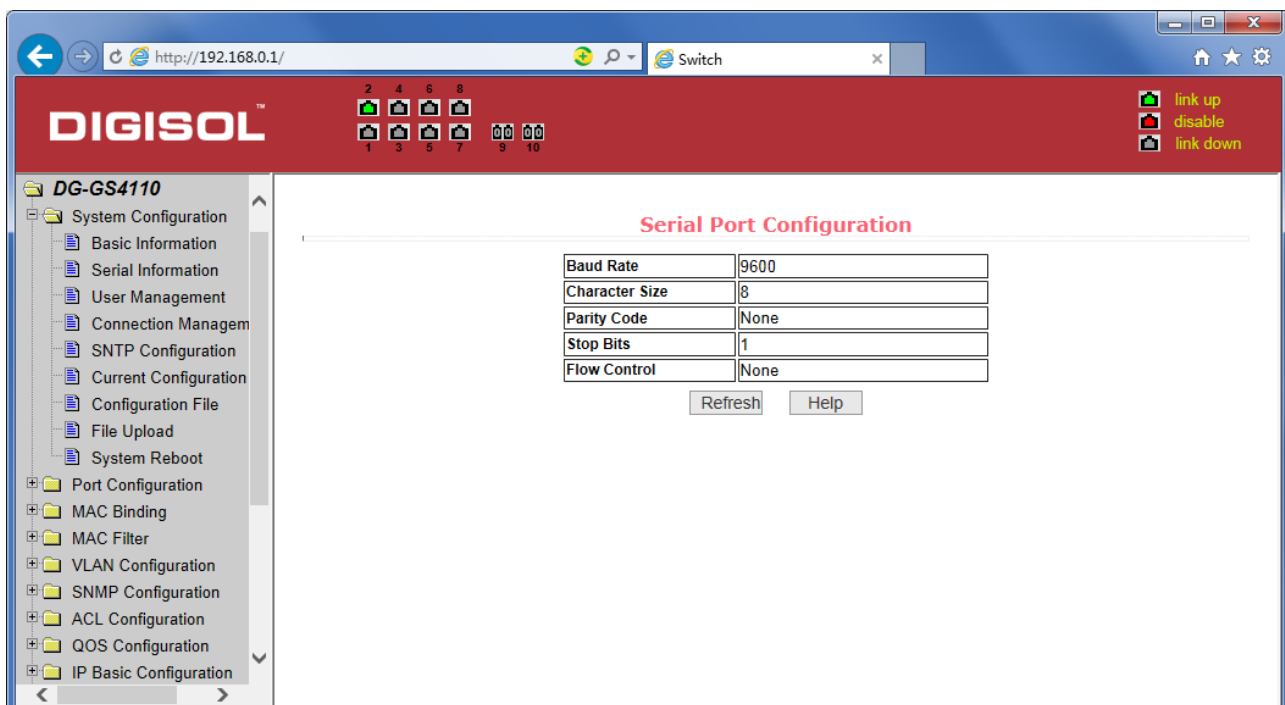 http://192.168.0.1/
Switch
DIGISOL™
2 4 6 8
1 3 5 7 9 10
link up
disable
link down
DG-GS4110
System Configuration
Basic Information
Serial Information
User Management
Connection Managem
SNTP Configuration
Current Configuration
Configuration File
File Upload
System Reboot
Port Configuration
MAC Binding
MAC Filter
VLAN Configuration
SNMP Configuration
ACL Configuration
QOS Configuration
IP Basic Configuration
Serial Port Configuration
Baud Rate 9600
Character Size 8
Parity Code None
Stop Bits 1
Flow Control None
Refresh Help